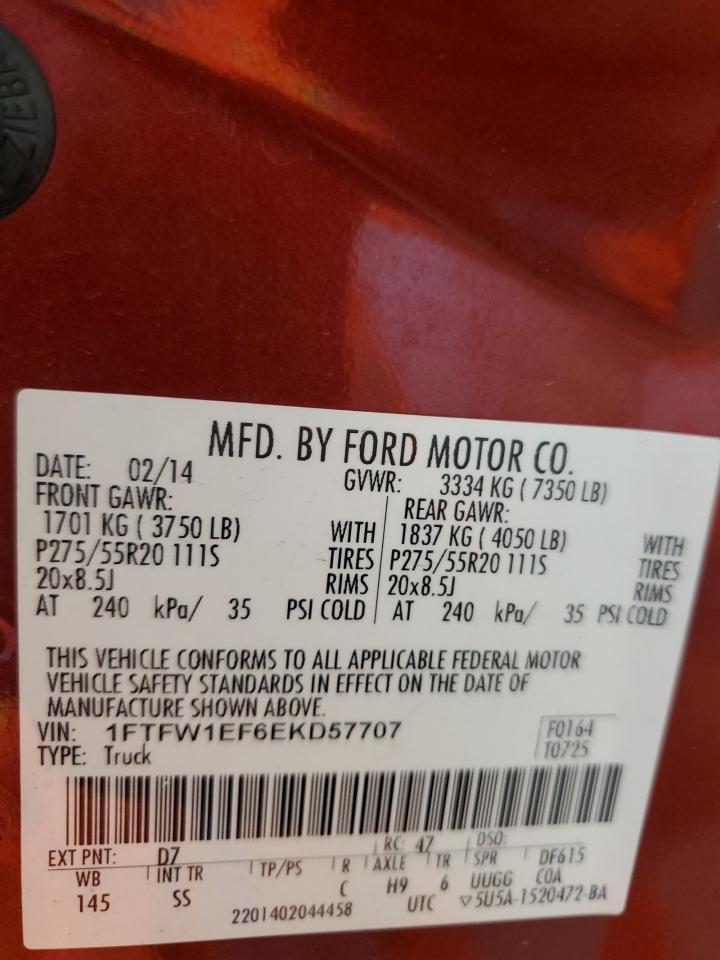 MFD. BY FORD MOTOR CO.
DATE: 02/14 GVWR: 3334 KG ( 7350 LB)
FRONT GAWR: REAR GAWR:
1701 KG ( 3750 LB) WITH 1837 KG ( 4050 LB) WITH
P275/55R20 111S TIRES P275/55R20 111S TIRES
20x8.5J RIMS 20x8.5J RIMS
AT 240 kPa/ 35 PSI COLD AT 240 kPa/ 35 PSI COLD
THIS VEHICLE CONFORMS TO ALL APPLICABLE FEDERAL MOTOR
VEHICLE SAFETY STANDARDS IN EFFECT ON THE DATE OF
MANUFACTURE SHOWN ABOVE.
VIN: 1FTFW1EF6EKD57707 F0164
TYPE: Truck T0725
EXT PNT: D7 RC: 47 DSO:
WB INT TR TP/PS R AXLE TR SPR DF615
145 SS C H9 6 UUGG COA
2201402044458 UTC ▽5U5A-1520472-BA